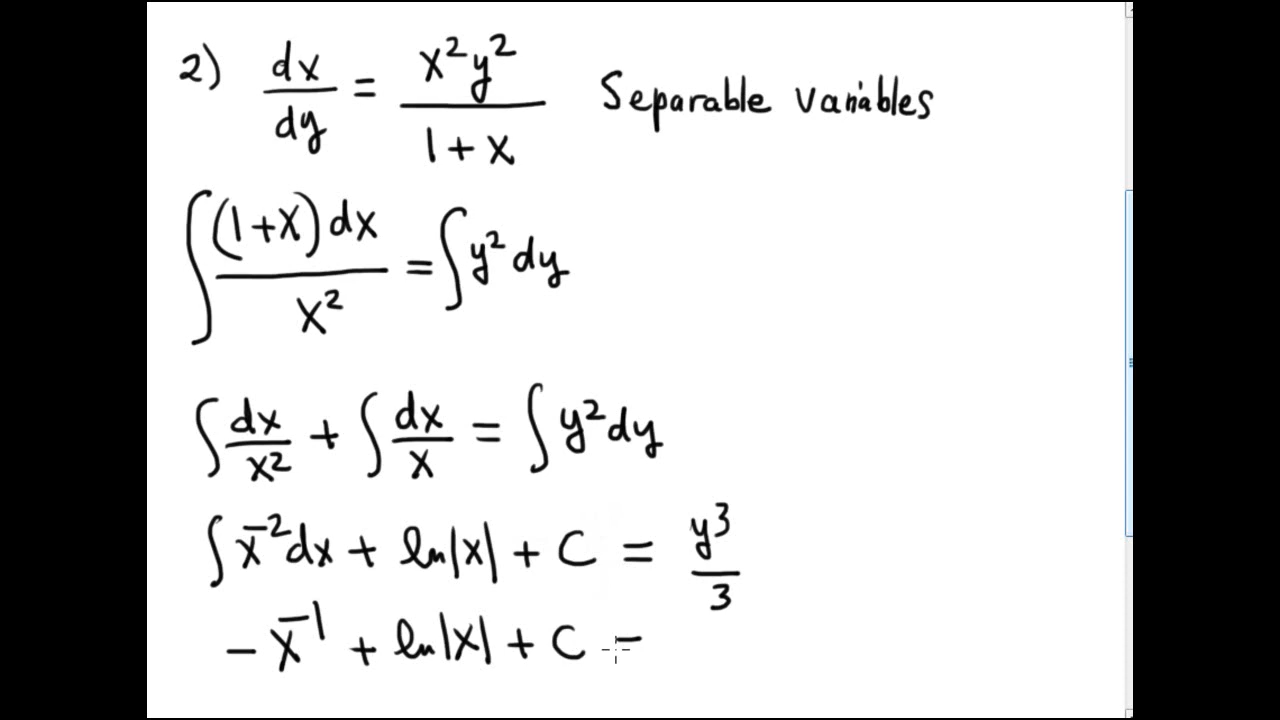 2) dx/dy = x²y²/(1+x) Separable variables
∫ (1+x)dx/x² = ∫ y² dy
∫ dx/x² + ∫ dx/x = ∫ y² dy
∫ x⁻² dx + ln|x| + C = y³/3
- x⁻¹ + ln|x| + C =